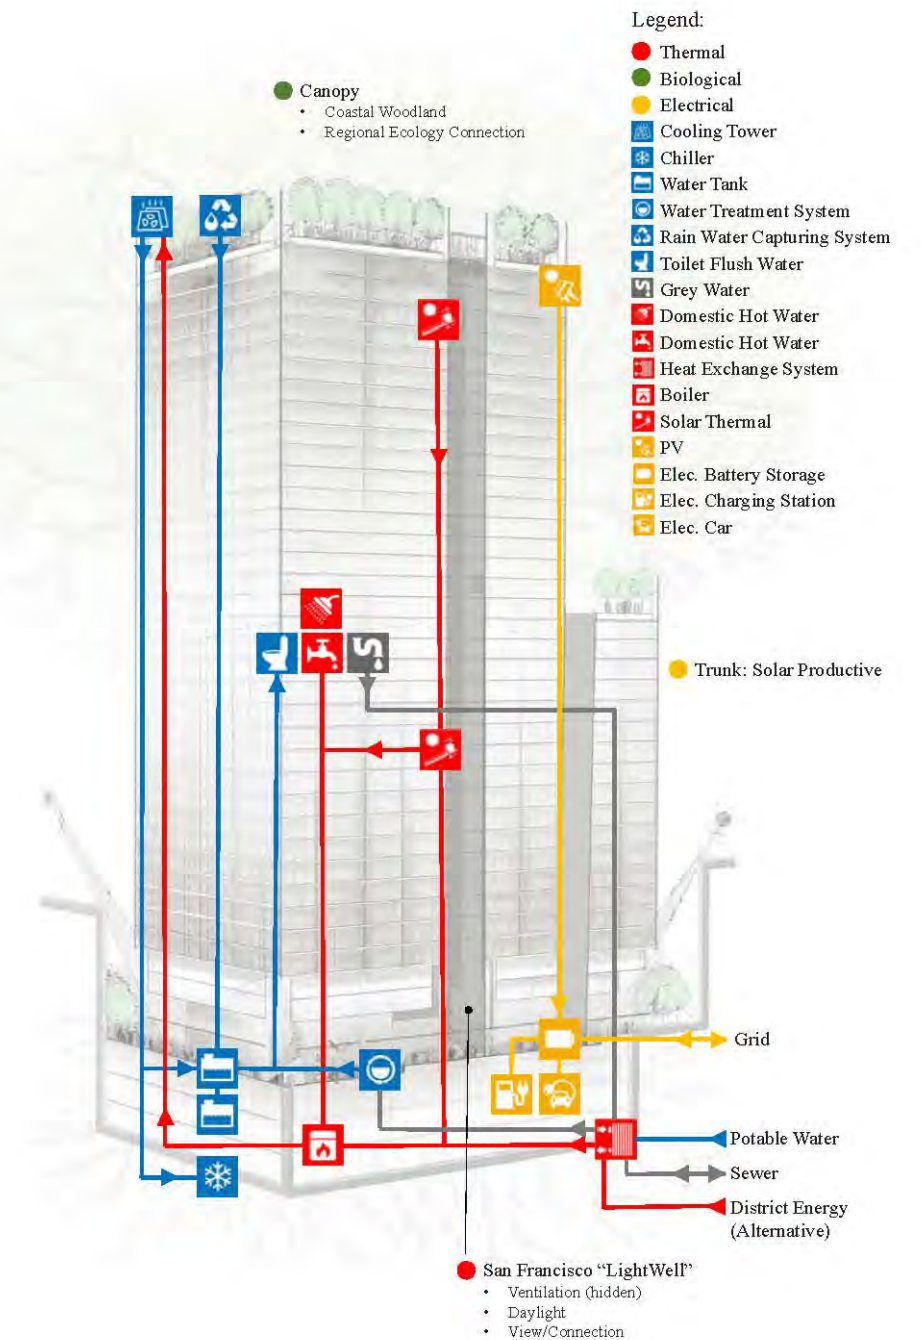 Legend:
Thermal
Biological
Electrical
Cooling Tower
Chiller
Water Tank
Water Treatment System
Rain Water Capturing System
Toilet Flush Water
Grey Water
Domestic Hot Water
Domestic Hot Water
Heat Exchange System
Boiler
Solar Thermal
PV
Elec. Battery Storage
Elec. Charging Station
Elec. Car
Canopy
• Coastal Woodland
• Regional Ecology Connection
Trunk: Solar Productive
Grid
Potable Water
Sewer
District Energy
(Alternative)
San Francisco “LightWell”
• Ventilation (hidden)
• Daylight
• View/Connection